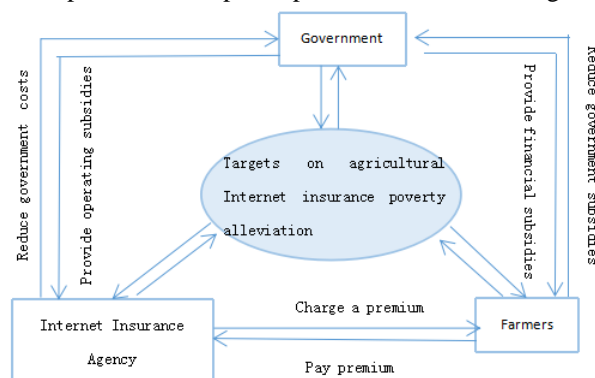 Government
Reduce government costs
Provide operating subsidies
Provide financial subsidies
Reduce government subsides
Targets on agricultural
Internet insurance poverty
alleviation
Internet Insurance
Agency
Charge a premium
Farmers
Pay premium